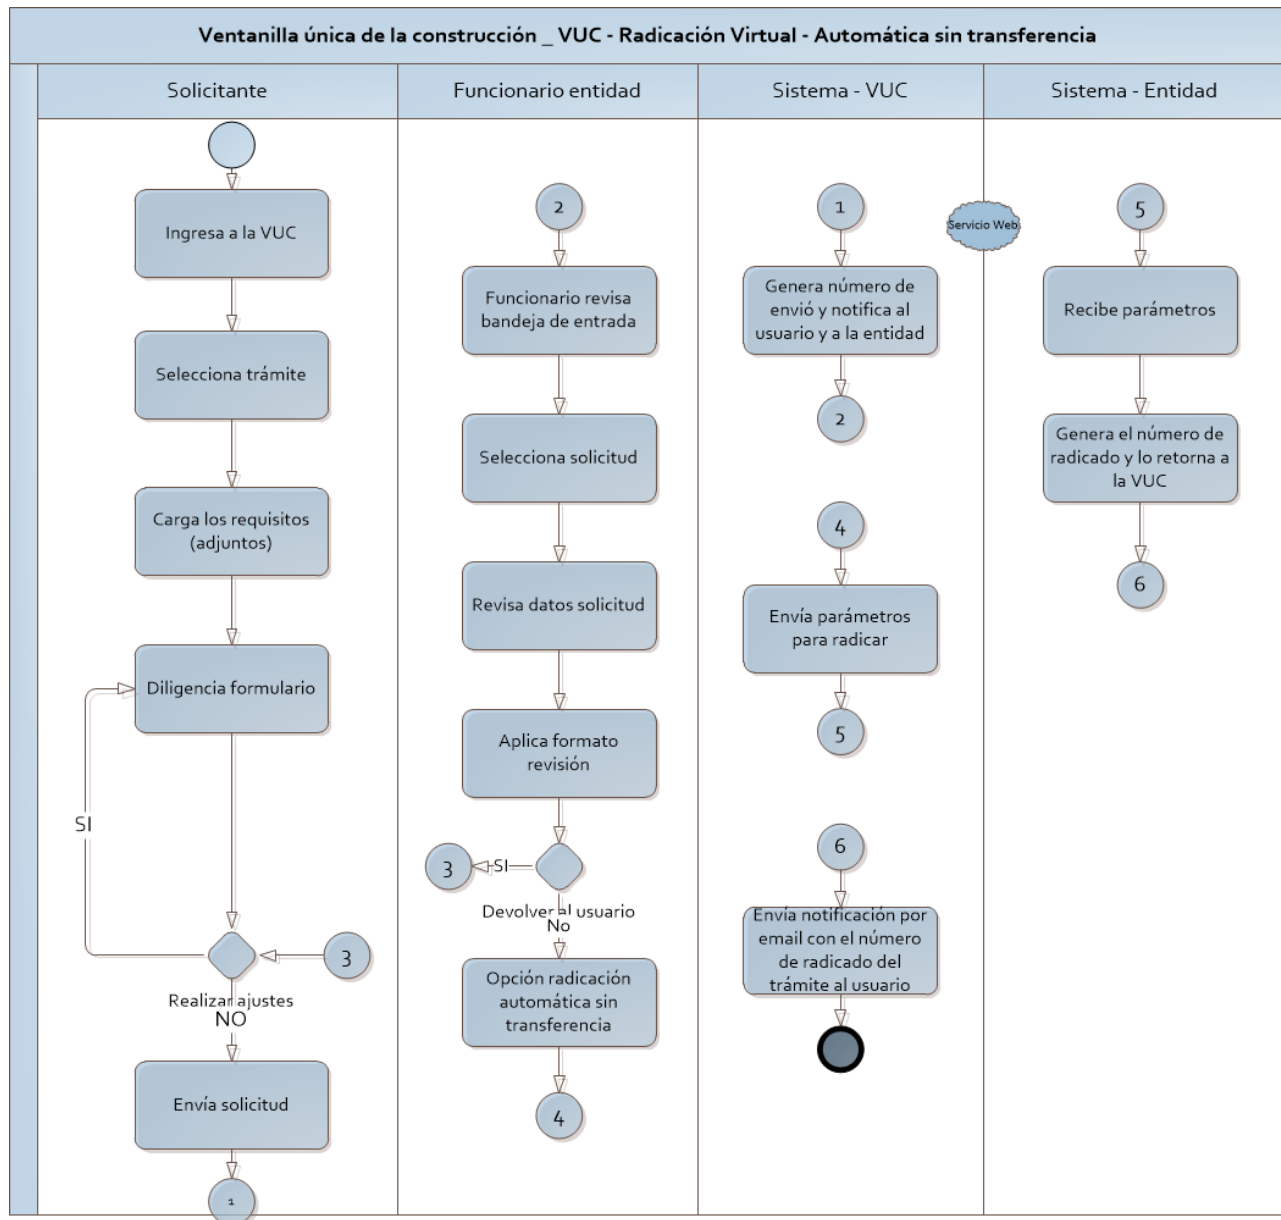 Ventanilla única de la construcción _ VUC - Radicación Virtual - Automática sin transferencia
Solicitante
Funcionario entidad
Sistema - VUC
Sistema - Entidad
Ingresa a la VUC
Selecciona trámite
Carga los requisitos
(adjuntos)
Diligencia formulario
SI
3
Realizar ajustes
NO
Envía solicitud
1
2
Funcionario revisa
bandeja de entrada
Selecciona solicitud
Revisa datos solicitud
Aplica formato
revisión
3
SI
Devolver al usuario
No
Opción radicación
automática sin
transferencia
4
1
Genera número de
envió y notifica al
usuario y a la entidad
2
4
Envía parámetros
para radicar
5
6
Envía notificación por
email con el número
de radicado del
trámite al usuario
Servicio Web
5
Recibe parámetros
Genera el número de
radicado y lo retorna a
la VUC
6